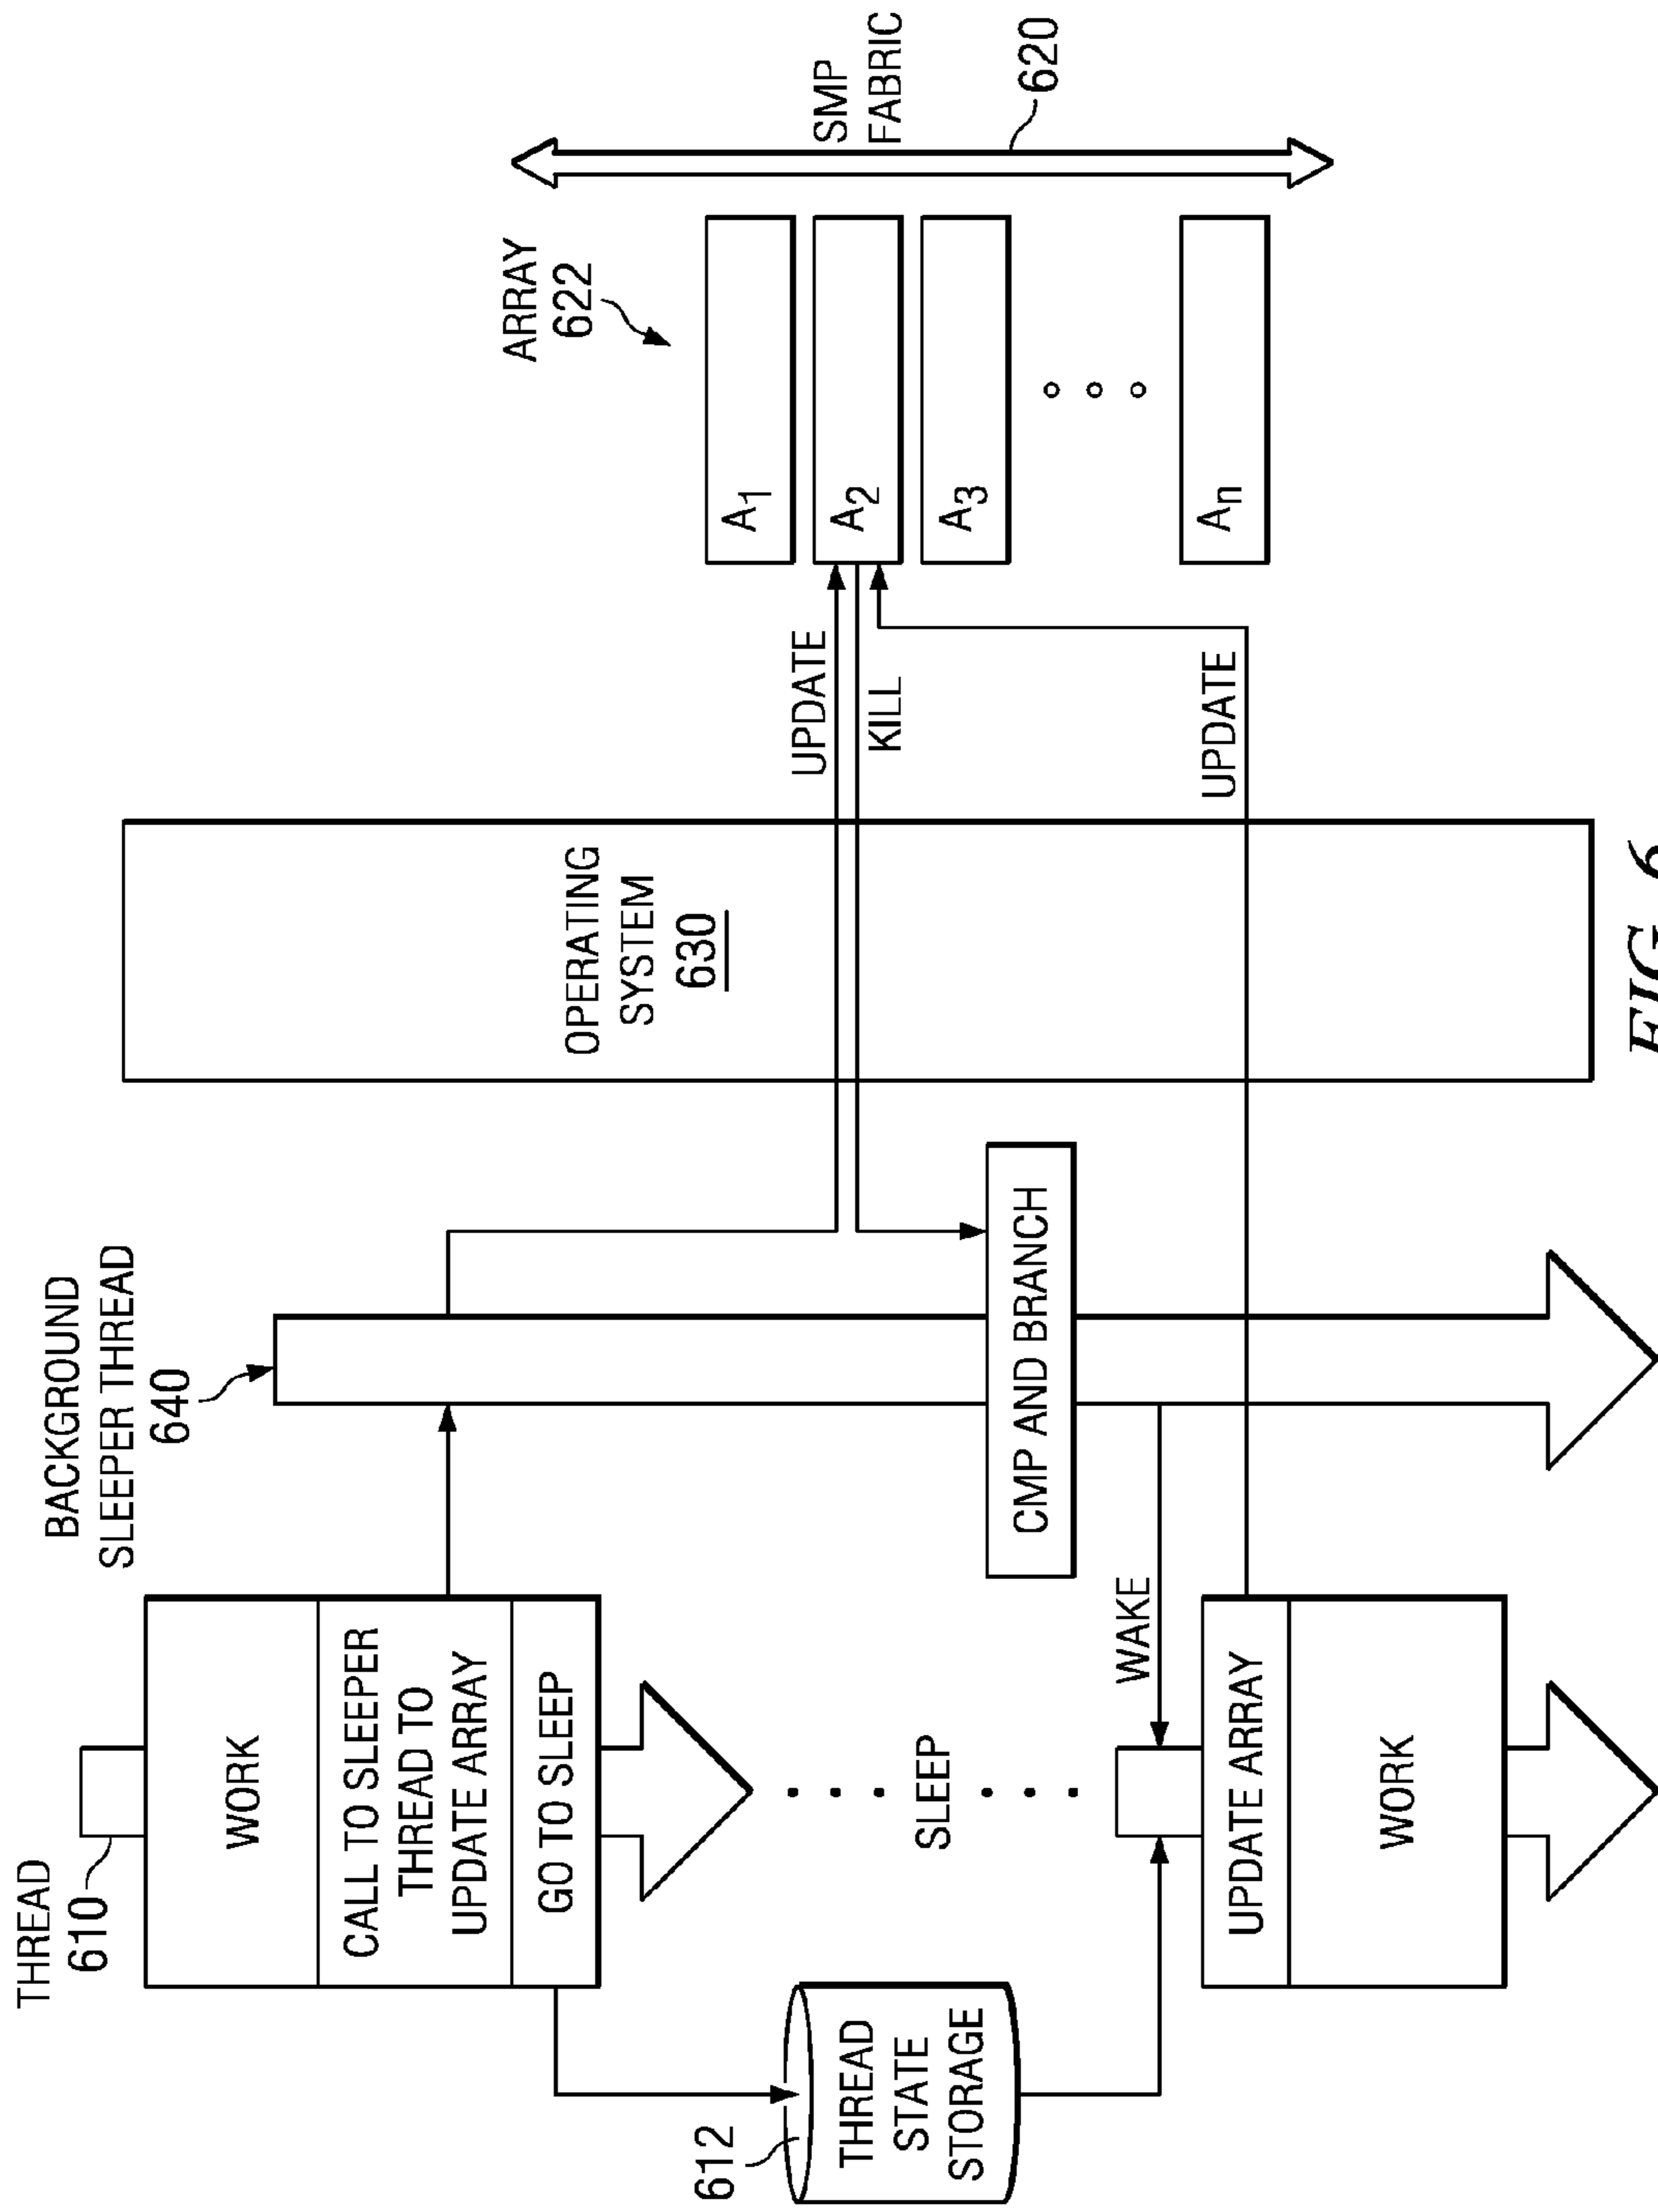 THREAD
610
WORK
CALL TO SLEEPER
THREAD TO
UPDATE ARRAY
GO TO SLEEP
612
THREAD
STATE
STORAGE
SLEEP
WAKE
UPDATE ARRAY
WORK
BACKGROUND
SLEEPER THREAD
640
CMP AND BRANCH
OPERATING
SYSTEM
630
UPDATE
KILL
UPDATE
ARRAY
622
A1
A2
A3
An
SMP
FABRIC
620
FIG. 6